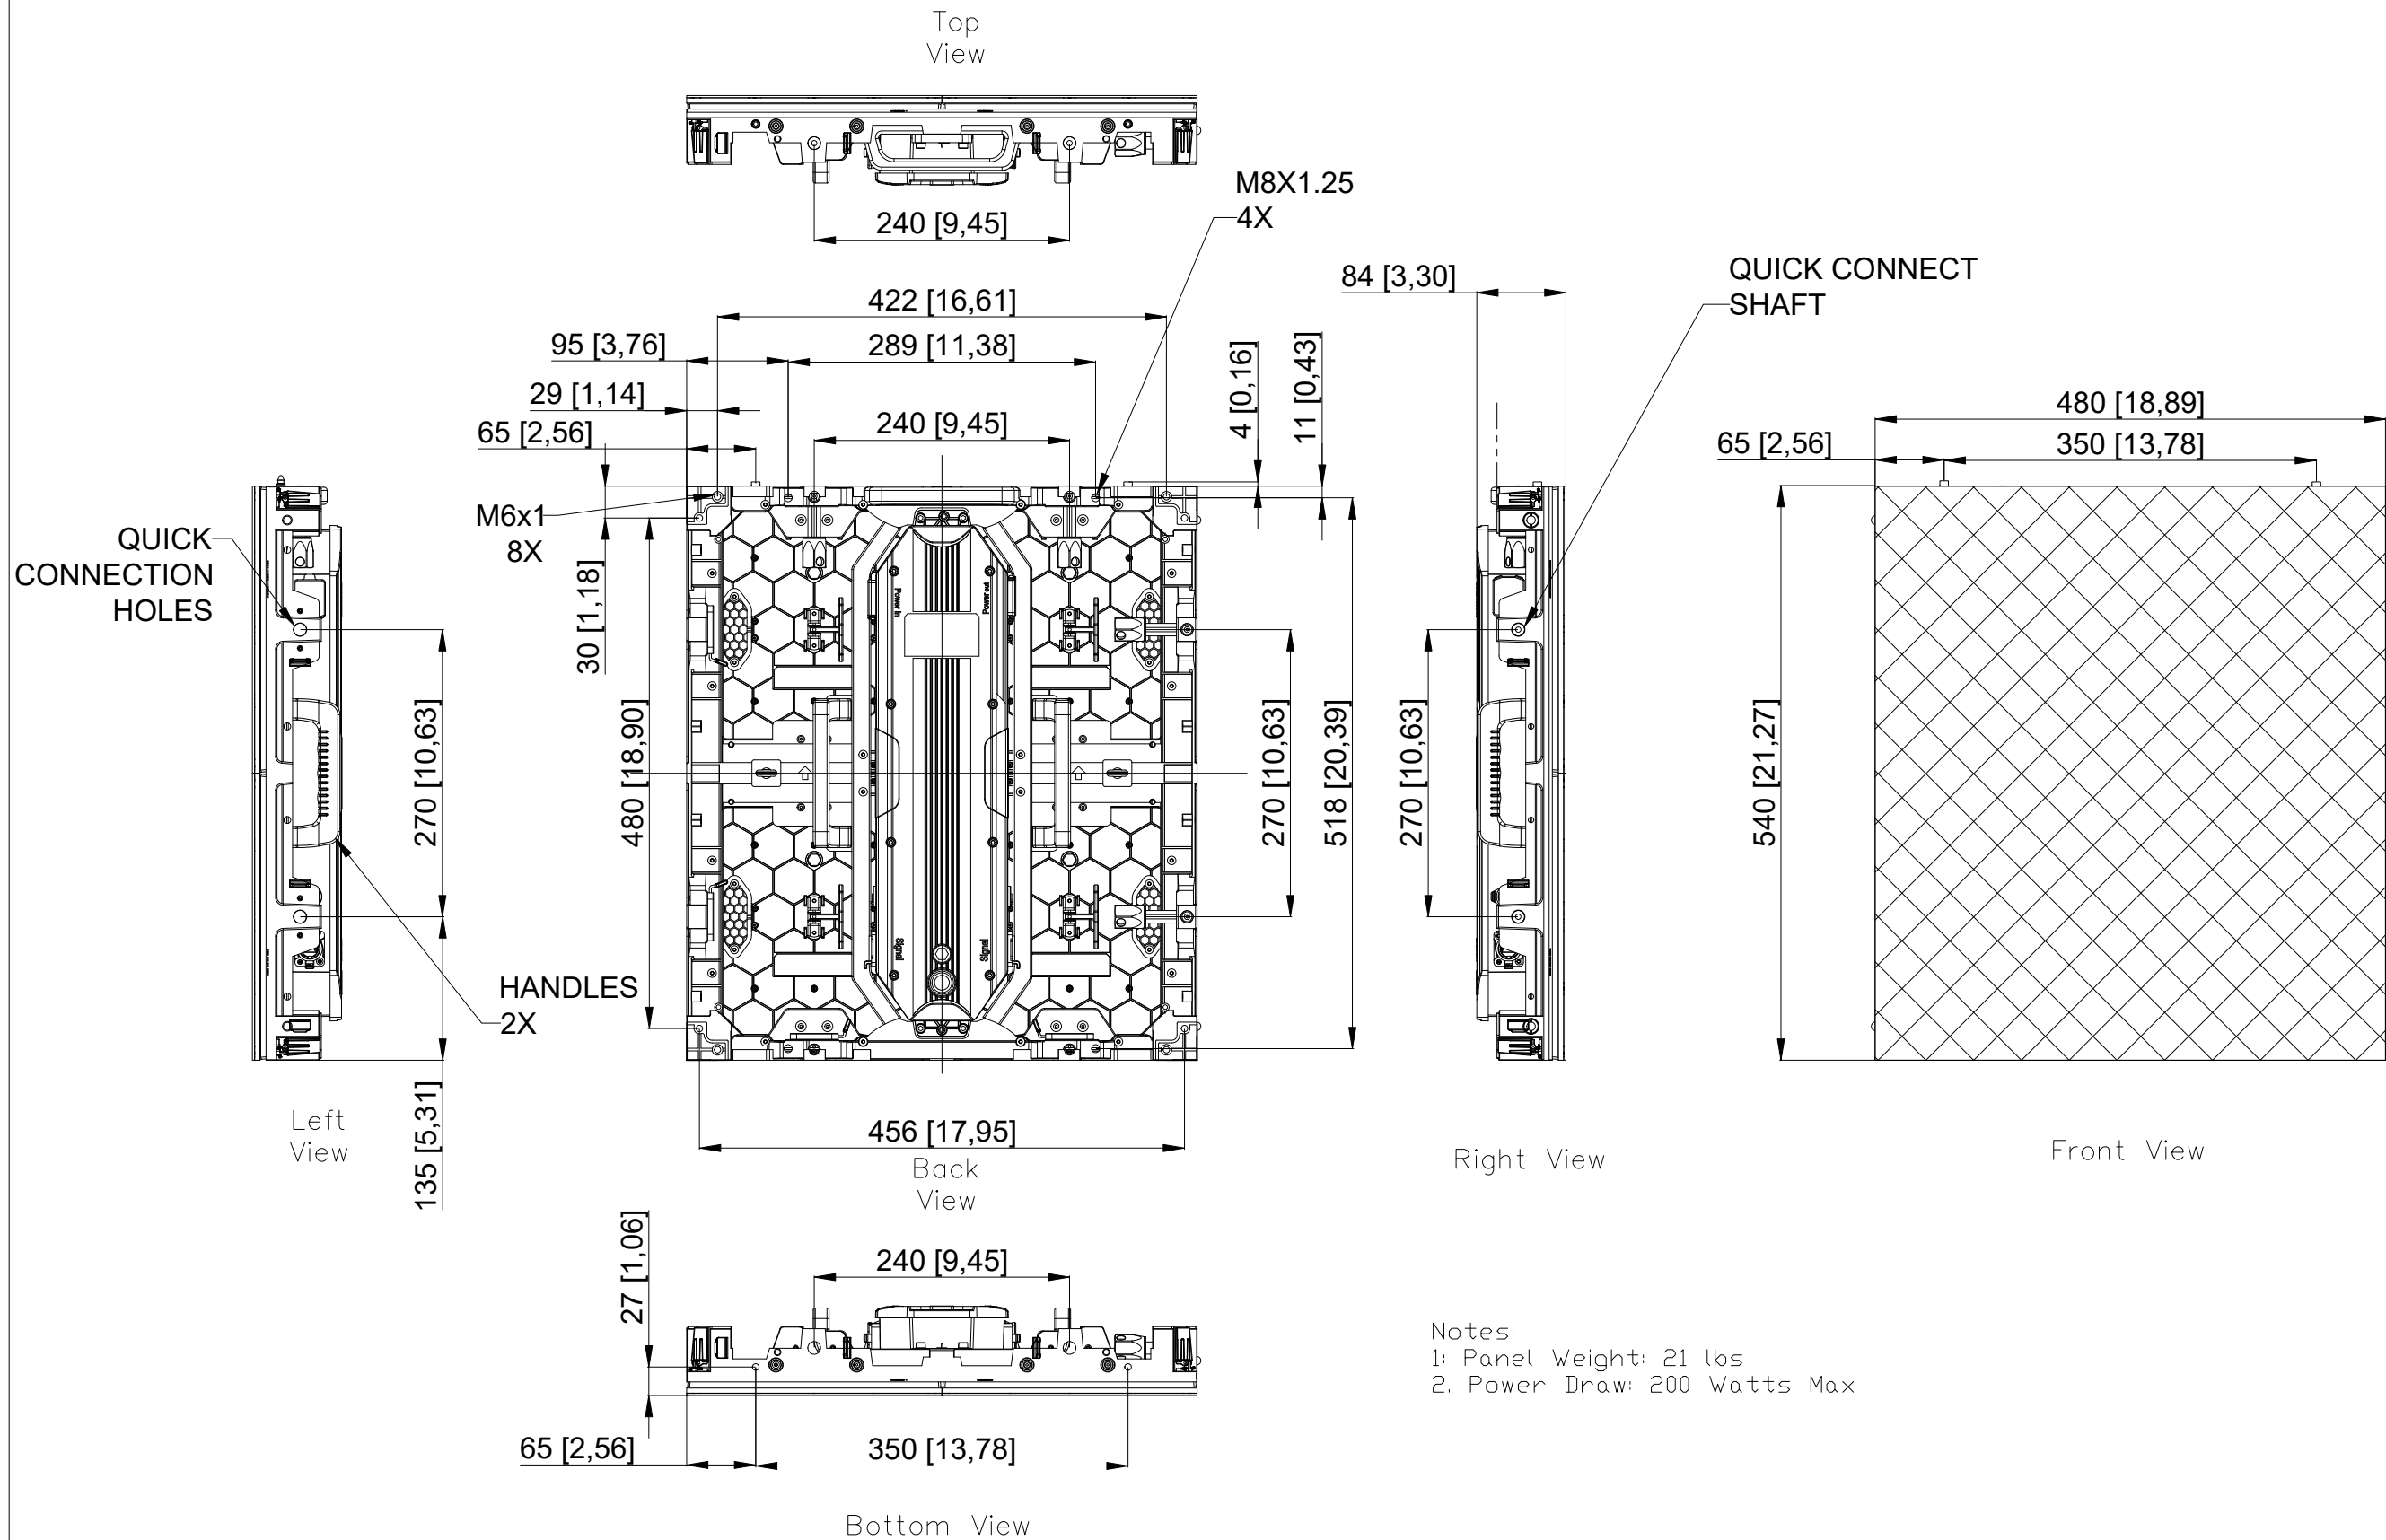 Top
View
240 [9,45]
M8X1.25
4X
422 [16,61]
95 [3,76]
289 [11,38]
29 [1,14]
240 [9,45]
65 [2,56]
4 [0,16]
11 [0,43]
84 [3,30]
QUICK CONNECT
SHAFT
480 [18,89]
65 [2,56]
350 [13,78]
M6x1
8X
QUICK
CONNECTION
HOLES
30 [1,18]
Power in
Power out
270 [10,63]
480 [18,90]
270 [10,63]
518 [20,39]
270 [10,63]
540 [21,27]
Signal
Signal
HANDLES
2X
135 [5,31]
Left
View
456 [17,95]
Back
View
Right View
Front View
27 [1,06]
240 [9,45]
65 [2,56]
350 [13,78]
Bottom View
Notes:
1: Panel Weight: 21 lbs
2. Power Draw: 200 Watts Max